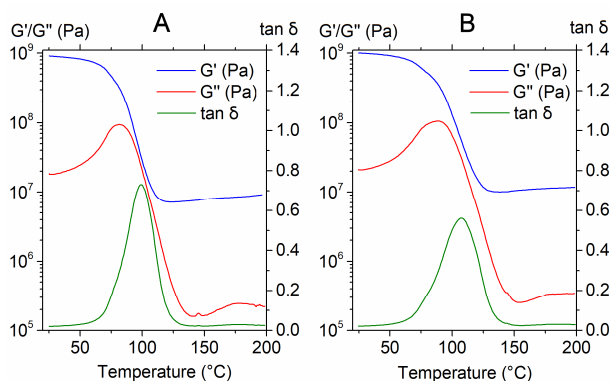 A
B
G'/G" (Pa)
tan δ
G'/G" (Pa)
tan δ
10⁹
10⁸
10⁷
10⁶
10⁵
1.4
1.2
1.0
0.8
0.6
0.4
0.2
0.0
G' (Pa)
G" (Pa)
tan δ
50
100
150
200
Temperature (°C)
10⁹
10⁸
10⁷
10⁶
10⁵
1.4
1.2
1.0
0.8
0.6
0.4
0.2
0.0
G' (Pa)
G" (Pa)
tan δ
50
100
150
200
Temperature (°C)